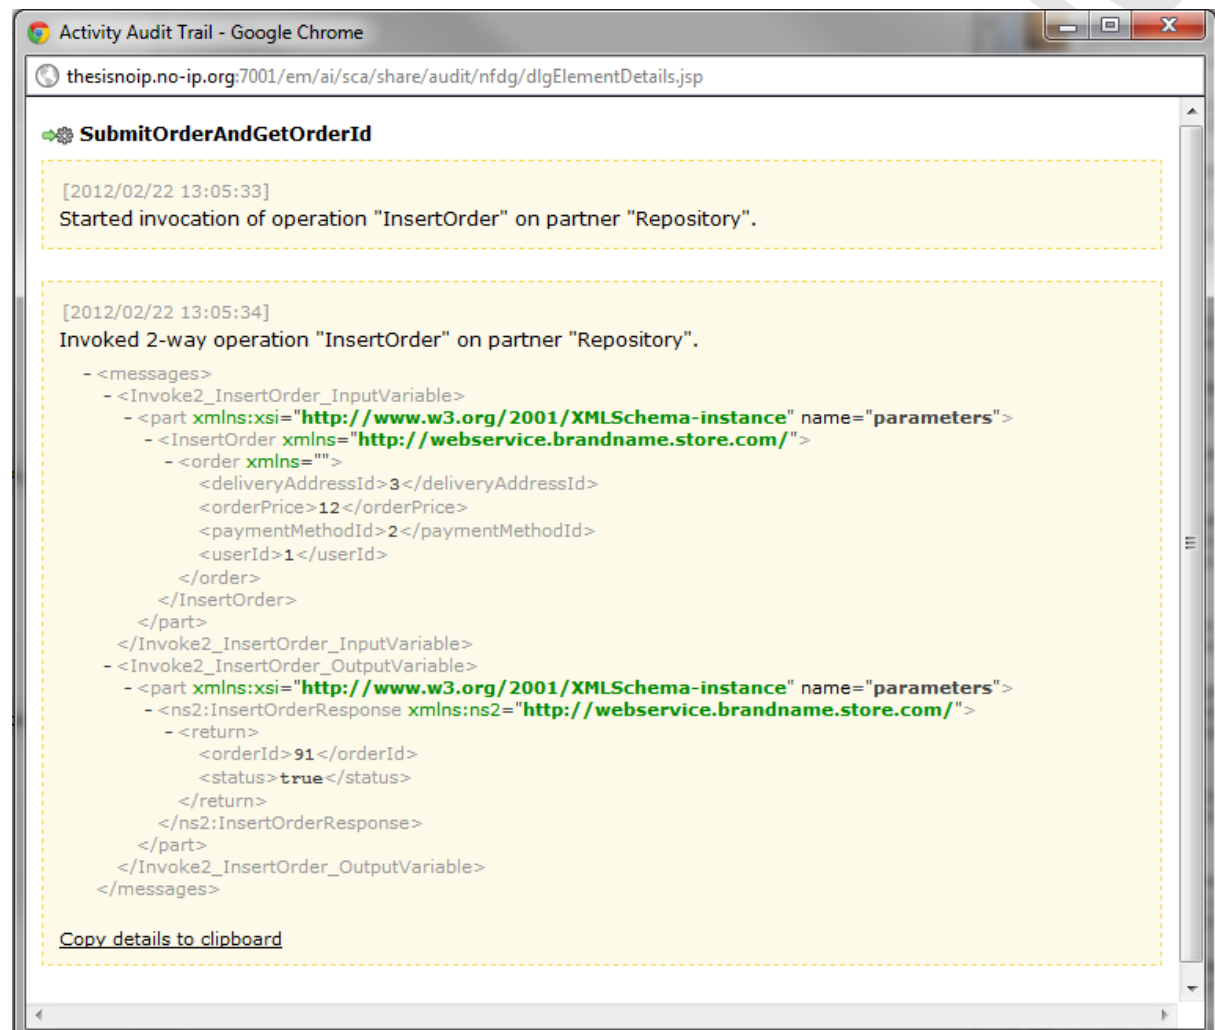 Activity Audit Trail - Google Chrome
thesisnoip.no-ip.org:7001/em/ai/sca/share/audit/nfdg/dlgElementDetails.jsp
SubmitOrderAndGetOrderId
[2012/02/22 13:05:33]
Started invocation of operation "InsertOrder" on partner "Repository".
[2012/02/22 13:05:34]
Invoked 2-way operation "InsertOrder" on partner "Repository".
- <messages>
- <Invoke2_InsertOrder_InputVariable>
- <part xmlns:xsi="http://www.w3.org/2001/XMLSchema-instance" name="parameters">
- <InsertOrder xmlns="http://webservice.brandname.store.com/">
- <order xmlns="">
<deliveryAddressId>3</deliveryAddressId>
<orderPrice>12</orderPrice>
<paymentMethodId>2</paymentMethodId>
<userId>1</userId>
</order>
</InsertOrder>
</part>
</Invoke2_InsertOrder_InputVariable>
- <Invoke2_InsertOrder_OutputVariable>
- <part xmlns:xsi="http://www.w3.org/2001/XMLSchema-instance" name="parameters">
- <ns2:InsertOrderResponse xmlns:ns2="http://webservice.brandname.store.com/">
- <return>
<orderId>91</orderId>
<status>true</status>
</return>
</ns2:InsertOrderResponse>
</part>
</Invoke2_InsertOrder_OutputVariable>
</messages>
Copy details to clipboard